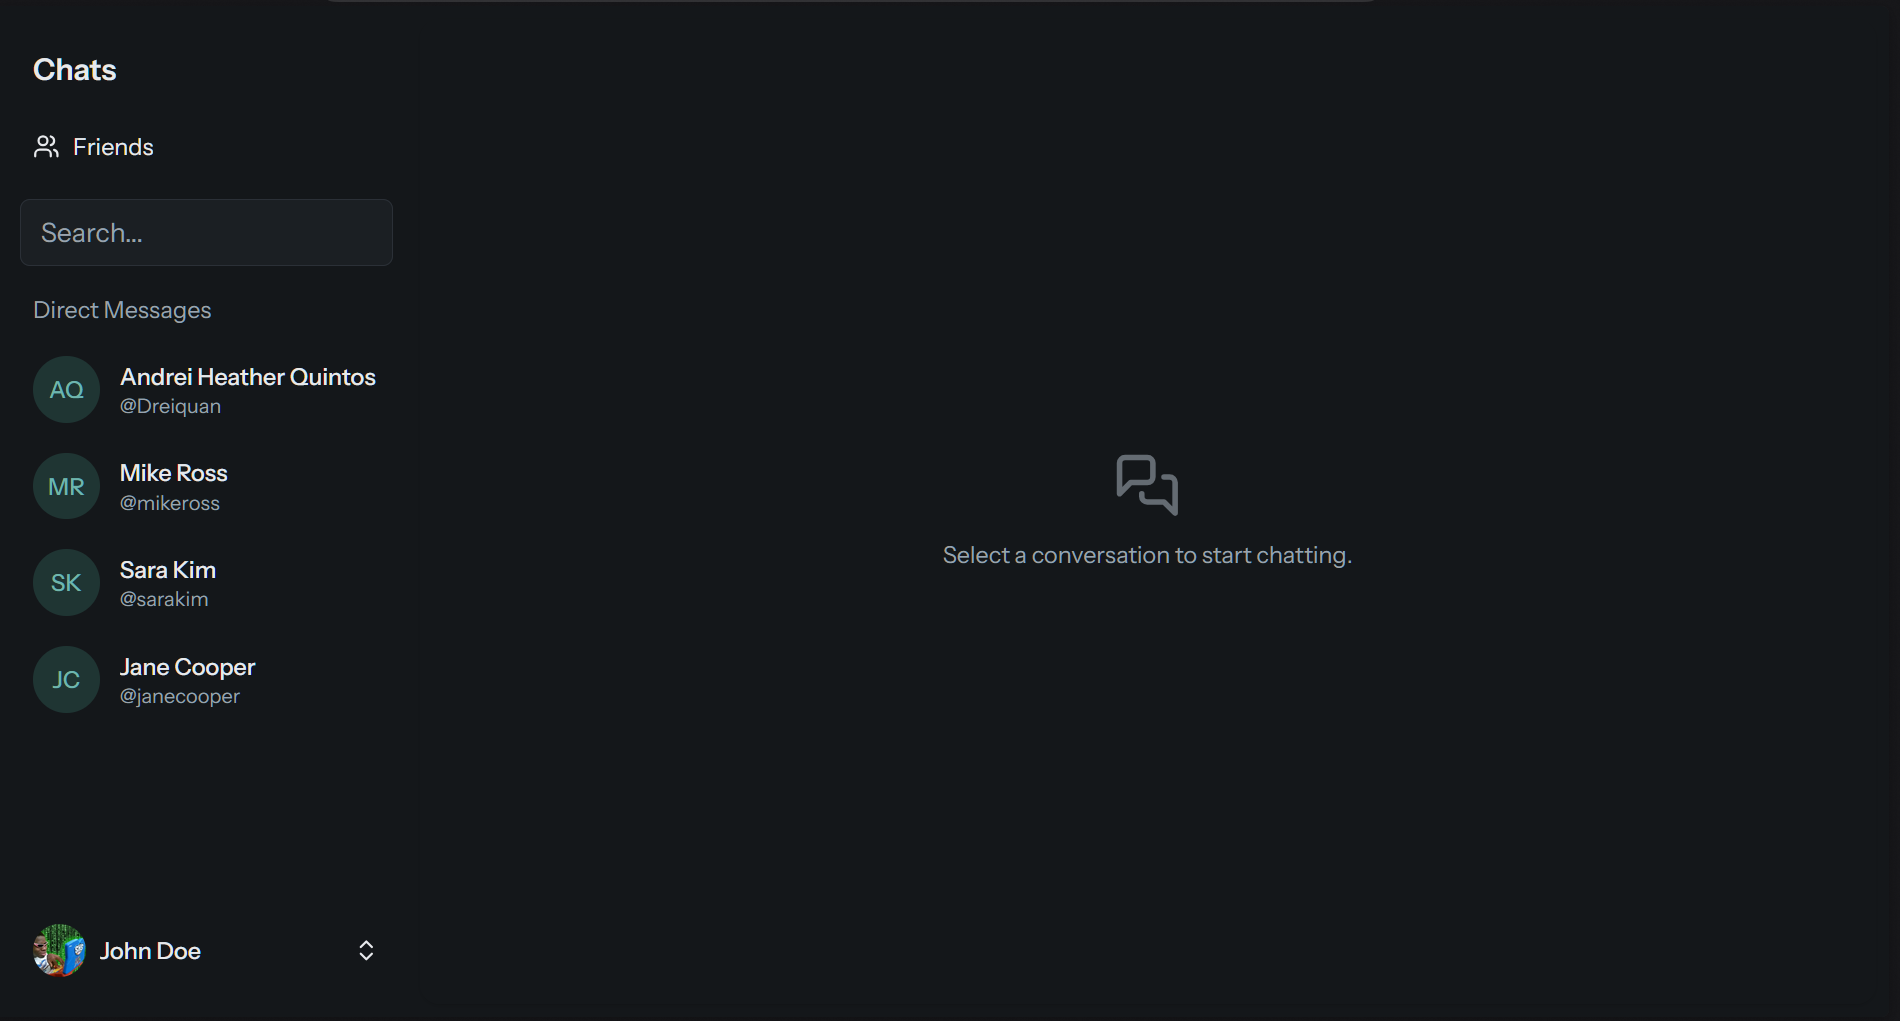 Chats
Friends
Search...
Direct Messages
AQ
Andrei Heather Quintos
@Dreiquan
MR
Mike Ross
@mikeross
SK
Sara Kim
@sarakim
JC
Jane Cooper
@janecooper
John Doe
Select a conversation to start chatting.